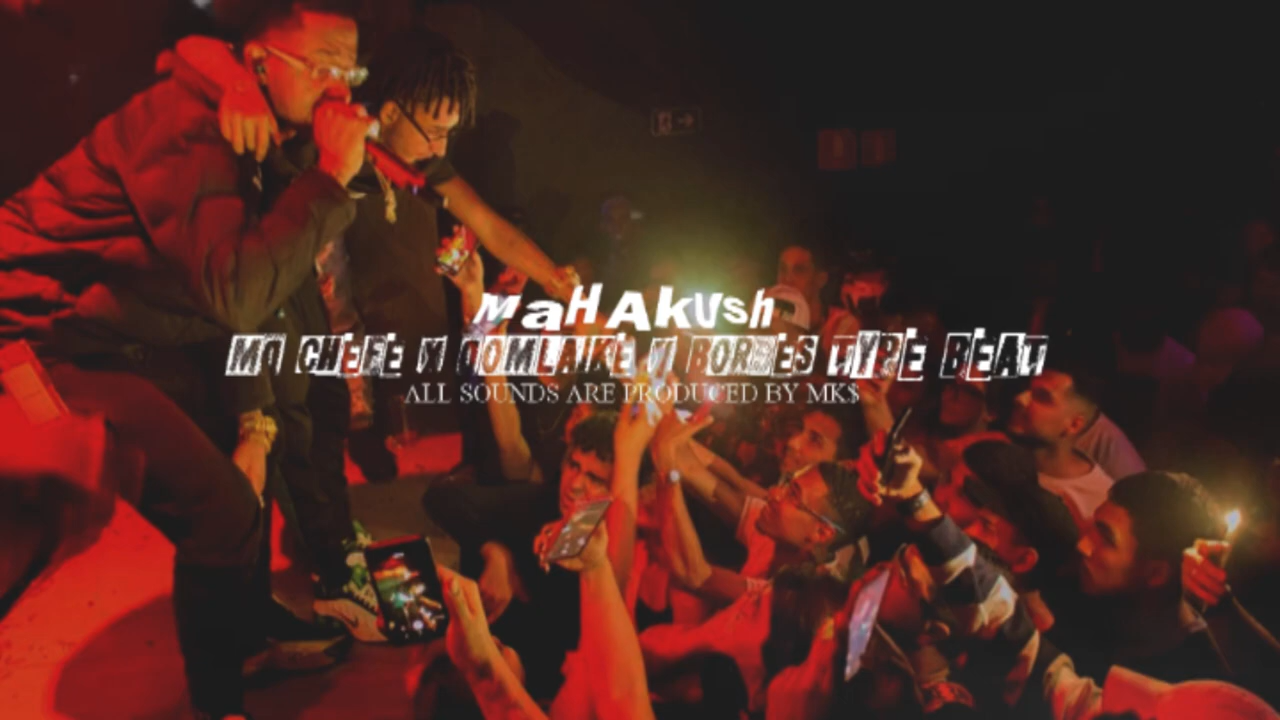 MaHAkUsh
MC CHEFE X DOMLAIKE X BORGES TYPE BEAT
ALL SOUNDS ARE PRODUCED BY MK$